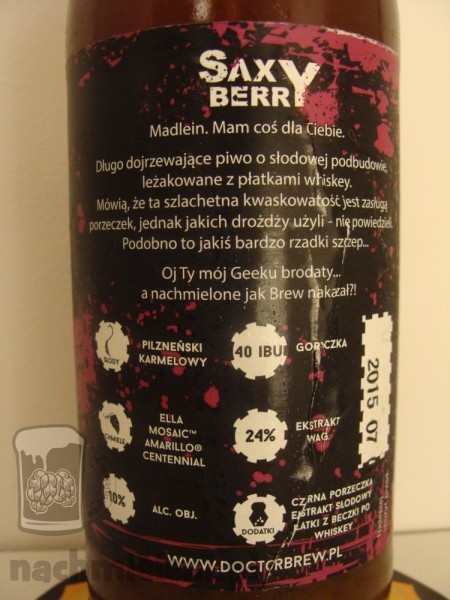 SAXY
BERRY
Madlein. Mam coś dla Ciebie.
Długo dojrzewające piwo o słodowej podbudowie,
leżakowane z płatkami whiskey.
Mówią, że ta szlachetna kwaskowatość jest zasługą
porzeczek, jednak jakich drożdży użyli - nie powiedzieli.
Podobno to jakiś bardzo rzadki szczep...
Oj Ty mój Geeku brodaty...
a nachmielone jak Brew nakazał?!
SŁODY
PILZNEŃSKI
KARMELOWY
40 IBU
GORYCZKA
CHMIELE
ELLA
MOSAIC™
AMARILLO®
CENTENNIAL
24%
EKSTRAKT
WAG.
2015 07
10%
ALC. OBJ.
DODATKI
CZARNA PORZECZKA
EKSTRAKT SŁODOWY
PŁATKI Z BECZKI PO
WHISKEY
WWW.DOCTORBREW.PL